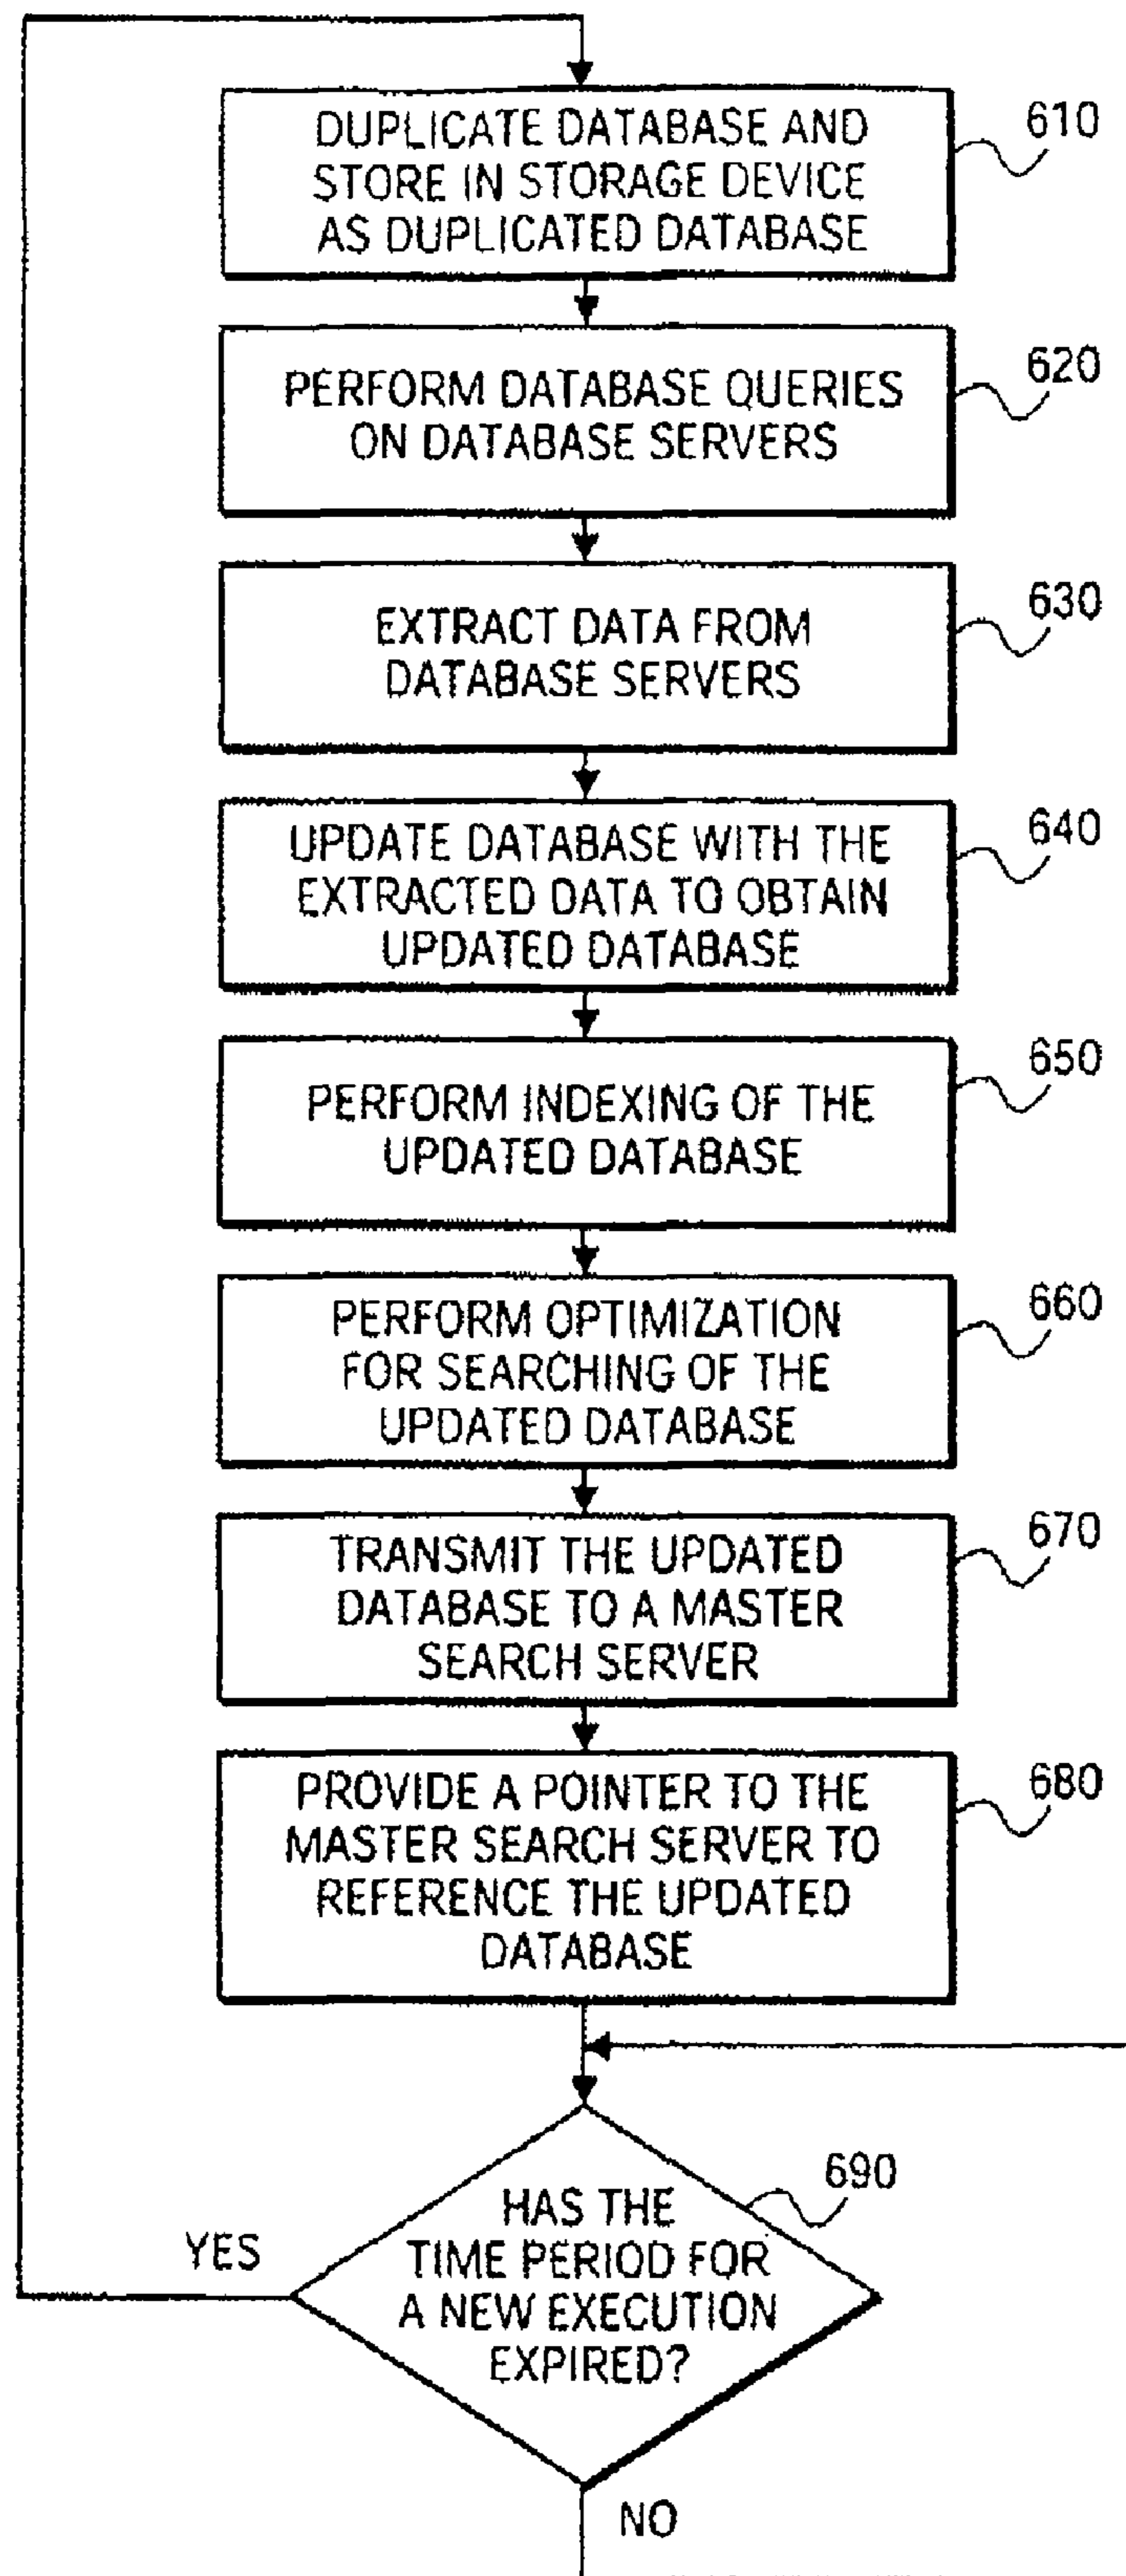 DUPLICATE DATABASE AND
STORE IN STORAGE DEVICE
AS DUPLICATED DATABASE
610
PERFORM DATABASE QUERIES
ON DATABASE SERVERS
620
EXTRACT DATA FROM
DATABASE SERVERS
630
UPDATE DATABASE WITH THE
EXTRACTED DATA TO OBTAIN
UPDATED DATABASE
640
PERFORM INDEXING OF THE
UPDATED DATABASE
650
PERFORM OPTIMIZATION
FOR SEARCHING OF THE
UPDATED DATABASE
660
TRANSMIT THE UPDATED
DATABASE TO A MASTER
SEARCH SERVER
670
PROVIDE A POINTER TO THE
MASTER SEARCH SERVER TO
REFERENCE THE UPDATED
DATABASE
680
HAS THE
TIME PERIOD FOR
A NEW EXECUTION
EXPIRED?
690
YES
NO